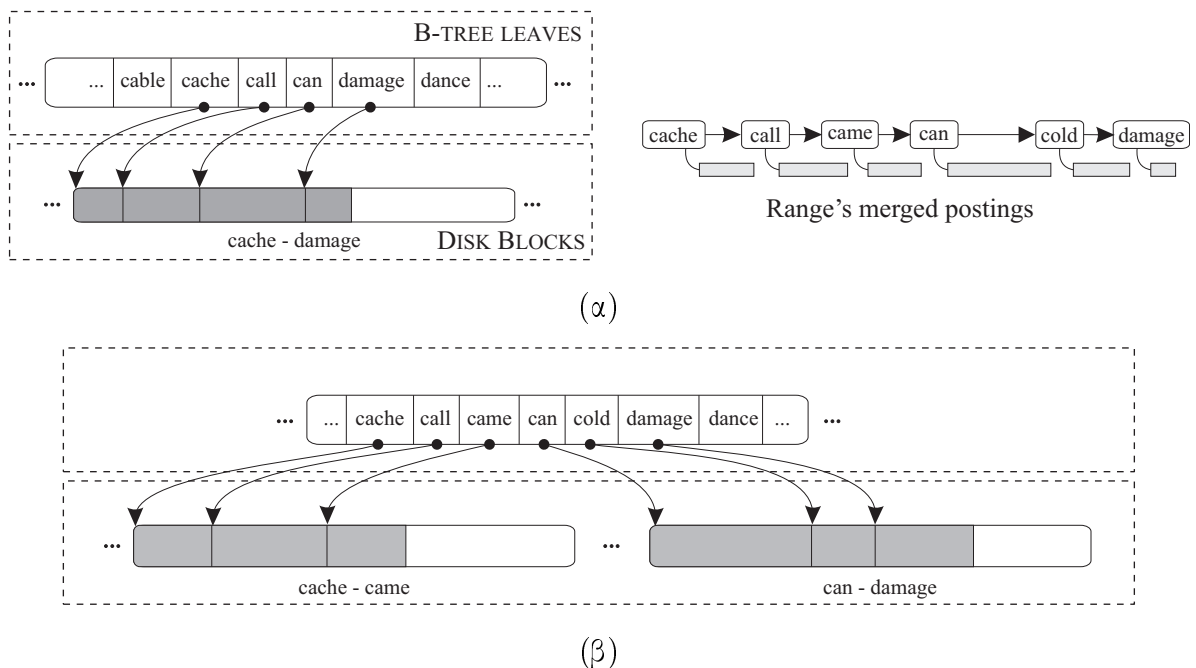 B-TREE LEAVES
... ... cable cache call can damage dance ... ...
... ...
cache - damage
DISK BLOCKS
cache call came can cold damage
Range's merged postings
(α)
... ... cache call came can cold damage dance ... ...
... ...
cache - came can - damage
(β)